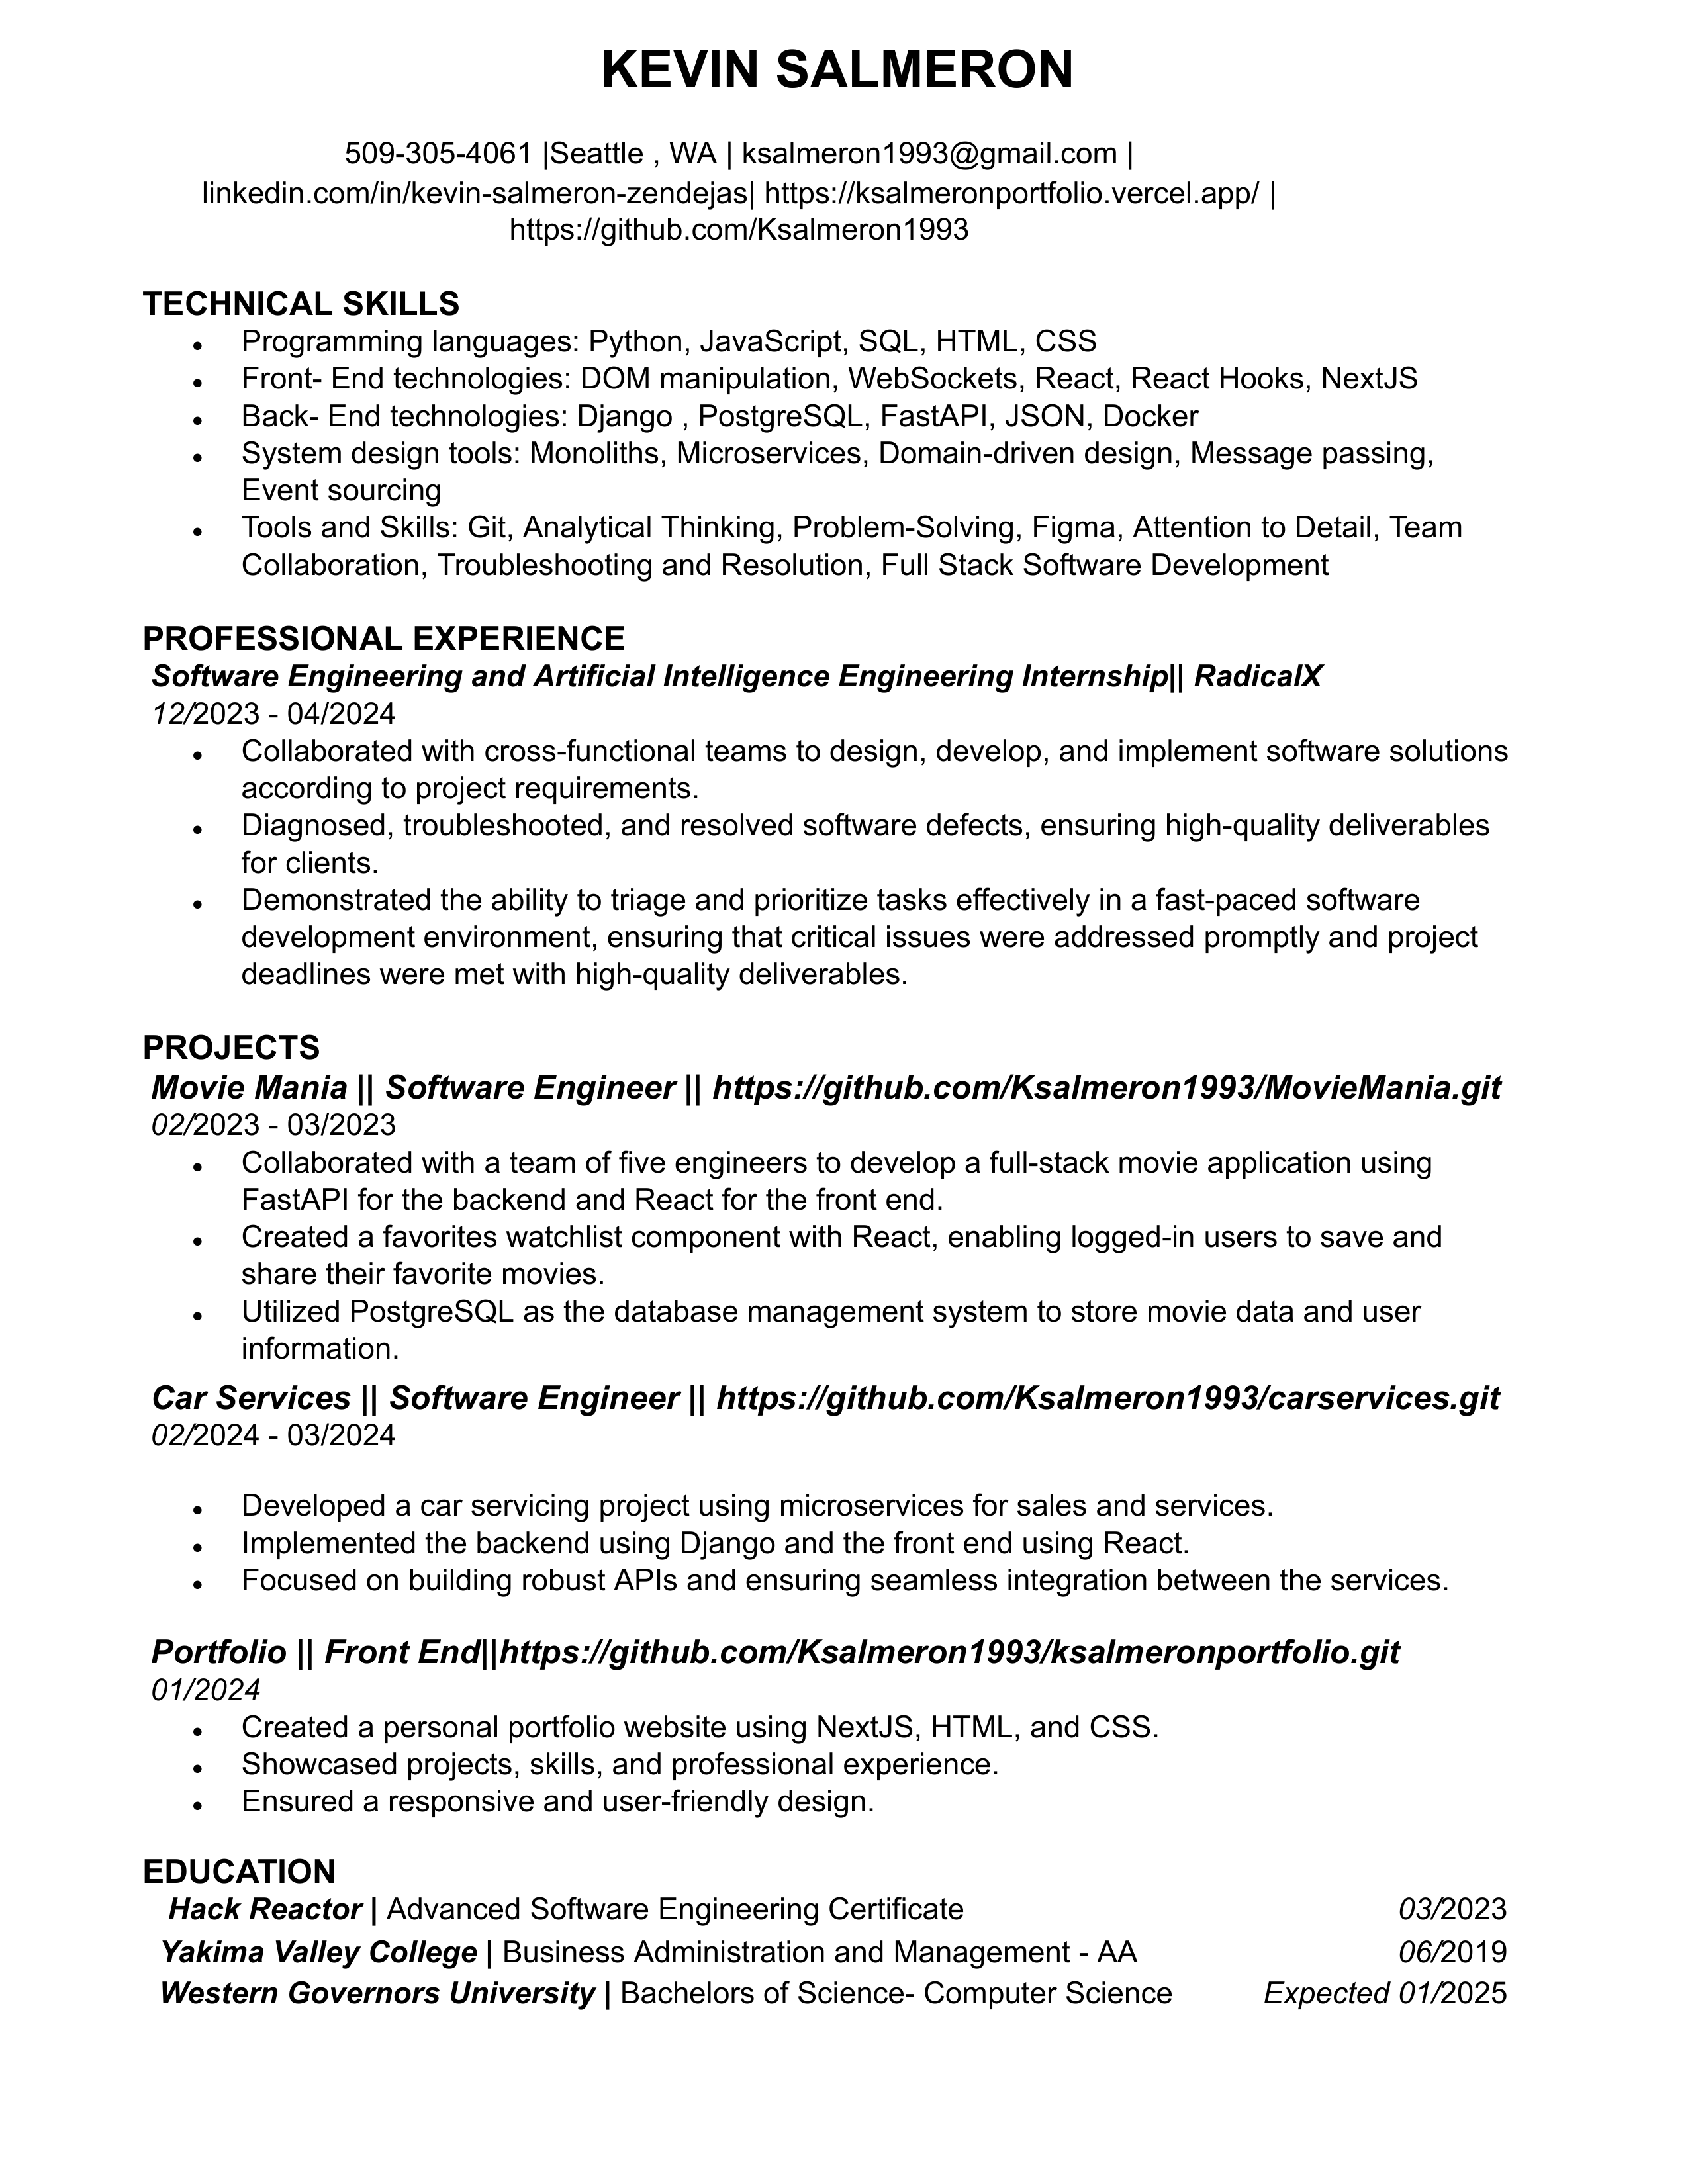 KEVIN SALMERON
509-305-4061 |Seattle , WA | ksalmeron1993@gmail.com |
linkedin.com/in/kevin-salmeron-zendejas| https://ksalmeronportfolio.vercel.app/ |
https://github.com/Ksalmeron1993
TECHNICAL SKILLS
• Programming languages: Python, JavaScript, SQL, HTML, CSS
• Front- End technologies: DOM manipulation, WebSockets, React, React Hooks, NextJS
• Back- End technologies: Django , PostgreSQL, FastAPI, JSON, Docker
• System design tools: Monoliths, Microservices, Domain-driven design, Message passing,
Event sourcing
• Tools and Skills: Git, Analytical Thinking, Problem-Solving, Figma, Attention to Detail, Team
Collaboration, Troubleshooting and Resolution, Full Stack Software Development
PROFESSIONAL EXPERIENCE
Software Engineering and Artificial Intelligence Engineering Internship|| RadicalX
12/2023 - 04/2024
• Collaborated with cross-functional teams to design, develop, and implement software solutions
according to project requirements.
• Diagnosed, troubleshooted, and resolved software defects, ensuring high-quality deliverables
for clients.
• Demonstrated the ability to triage and prioritize tasks effectively in a fast-paced software
development environment, ensuring that critical issues were addressed promptly and project
deadlines were met with high-quality deliverables.
PROJECTS
Movie Mania || Software Engineer || https://github.com/Ksalmeron1993/MovieMania.git
02/2023 - 03/2023
• Collaborated with a team of five engineers to develop a full-stack movie application using
FastAPI for the backend and React for the front end.
• Created a favorites watchlist component with React, enabling logged-in users to save and
share their favorite movies.
• Utilized PostgreSQL as the database management system to store movie data and user
information.
Car Services || Software Engineer || https://github.com/Ksalmeron1993/carservices.git
02/2024 - 03/2024
• Developed a car servicing project using microservices for sales and services.
• Implemented the backend using Django and the front end using React.
• Focused on building robust APIs and ensuring seamless integration between the services.
Portfolio || Front End||https://github.com/Ksalmeron1993/ksalmeronportfolio.git
01/2024
• Created a personal portfolio website using NextJS, HTML, and CSS.
• Showcased projects, skills, and professional experience.
• Ensured a responsive and user-friendly design.
EDUCATION
Hack Reactor | Advanced Software Engineering Certificate 03/2023
Yakima Valley College | Business Administration and Management - AA 06/2019
Western Governors University | Bachelors of Science- Computer Science Expected 01/2025